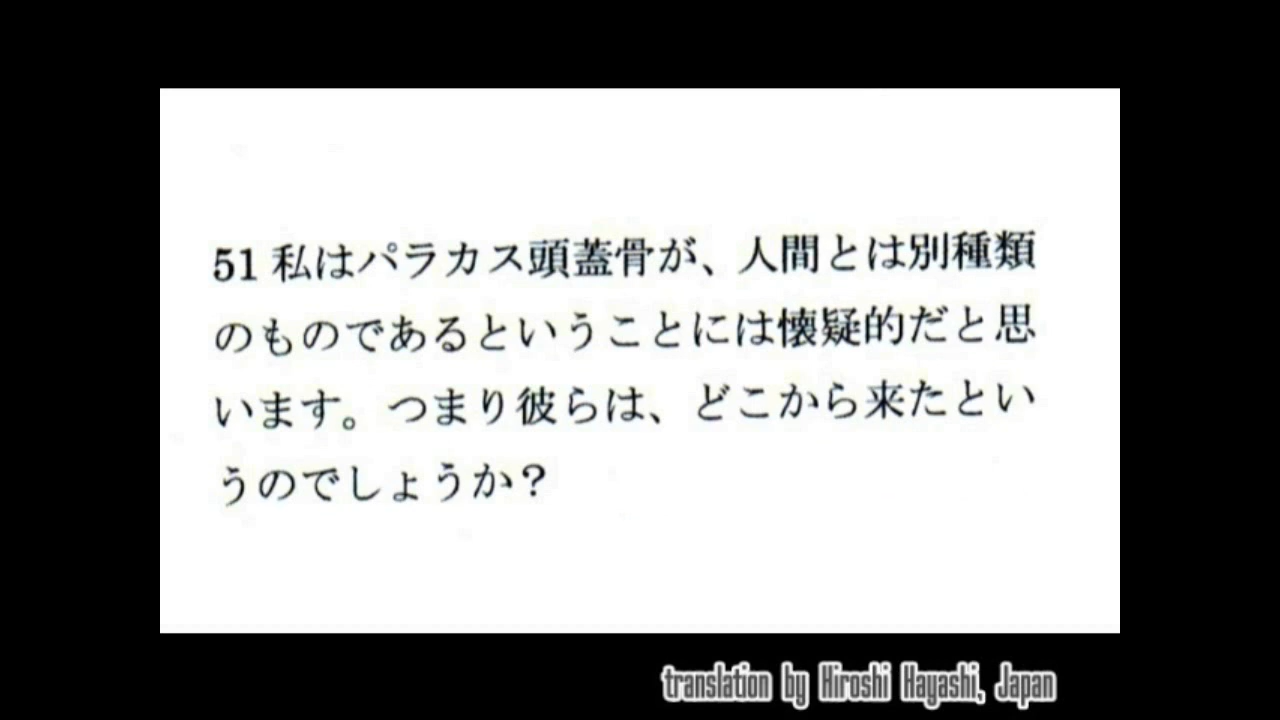 51 私はパラカス頭蓋骨が、人間とは別種類
のものであるということには懐疑的だと思
います。つまり彼らは、どこから来たとい
うのでしょうか?
translation by Hiroshi Hayashi, Japan